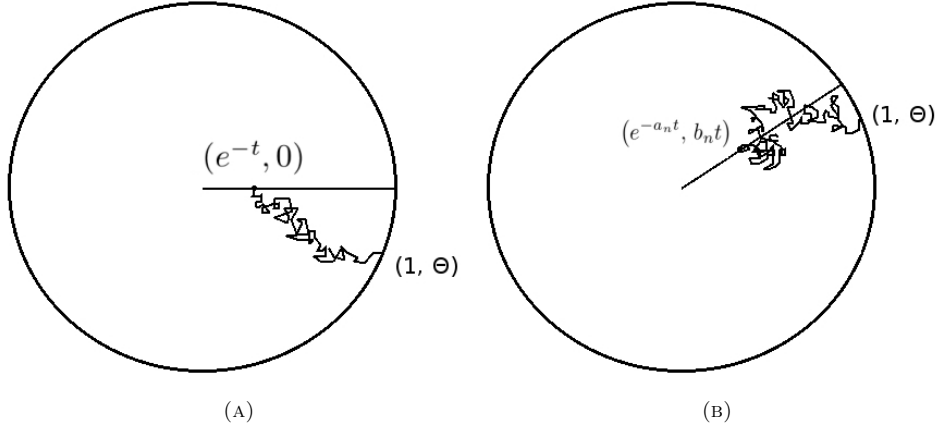 (e^{-t}, 0)
(1, Θ)
(A)
(e^{-a_n t}, b_n t)
(1, Θ)
(B)